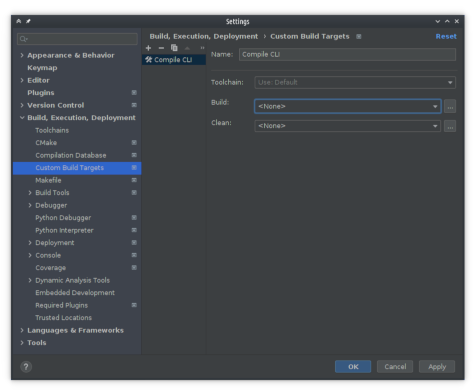 Settings
Build, Execution, Deployment › Custom Build Targets
Reset
Appearance & Behavior
Keymap
Editor
Plugins
Version Control
Build, Execution, Deployment
Toolchains
CMake
Compilation Database
Custom Build Targets
Makefile
Build Tools
Debugger
Python Debugger
Python Interpreter
Deployment
Console
Coverage
Dynamic Analysis Tools
Embedded Development
Required Plugins
Trusted Locations
Languages & Frameworks
Tools
Compile CLI
Name: Compile CLI
Toolchain: Use: Default
Build: <None> ...
Clean: <None> ...
? OK Cancel Apply